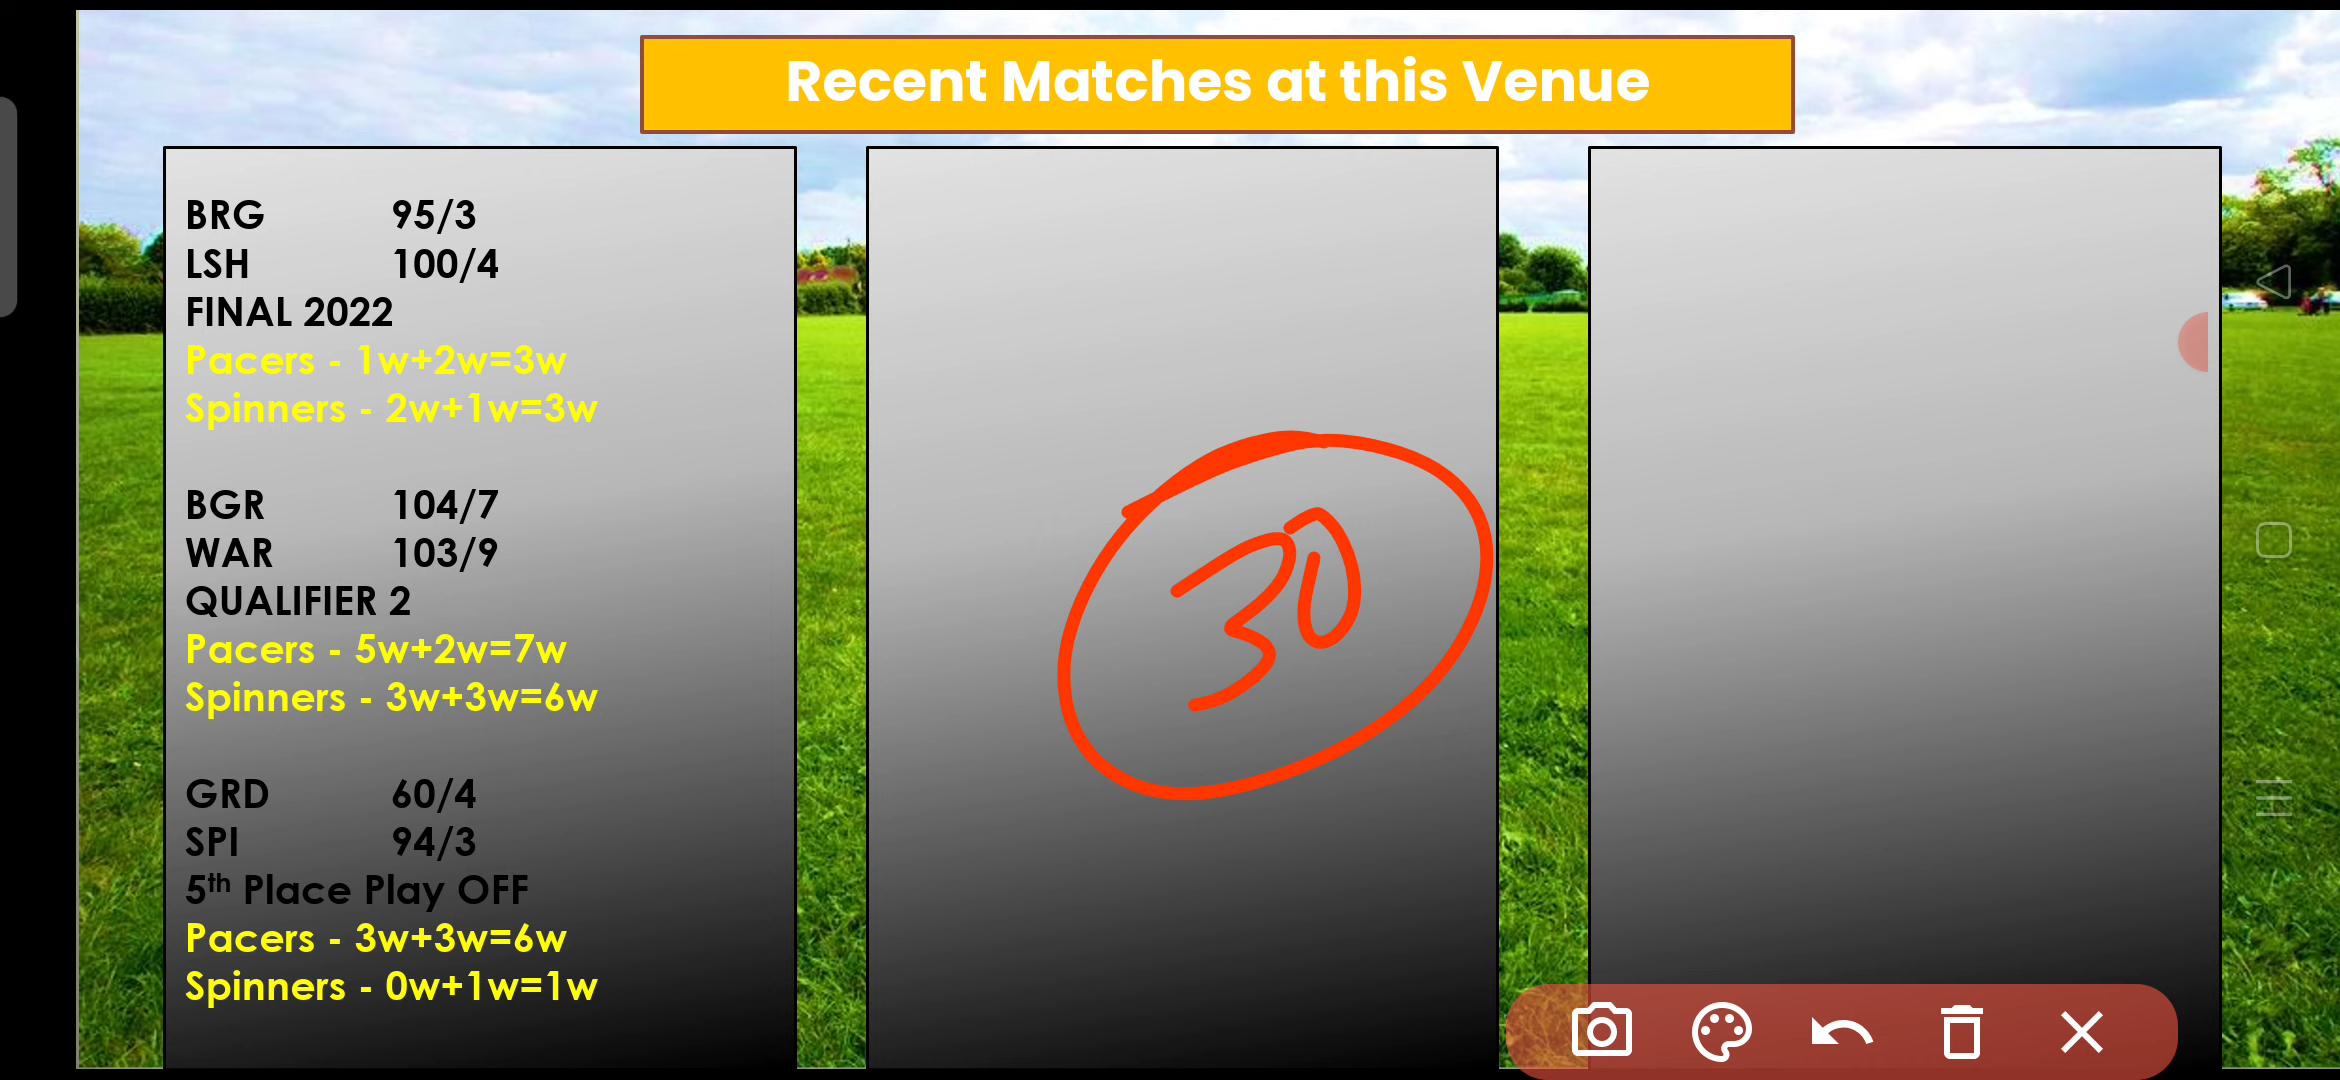 Recent Matches at this Venue
BRG 95/3
LSH 100/4
FINAL 2022
Pacers - 1w+2w=3w
Spinners - 2w+1w=3w
BGR 104/7
WAR 103/9
QUALIFIER 2
Pacers - 5w+2w=7w
Spinners - 3w+3w=6w
GRD 60/4
SPI 94/3
5th Place Play OFF
Pacers - 3w+3w=6w
Spinners - 0w+1w=1w
30